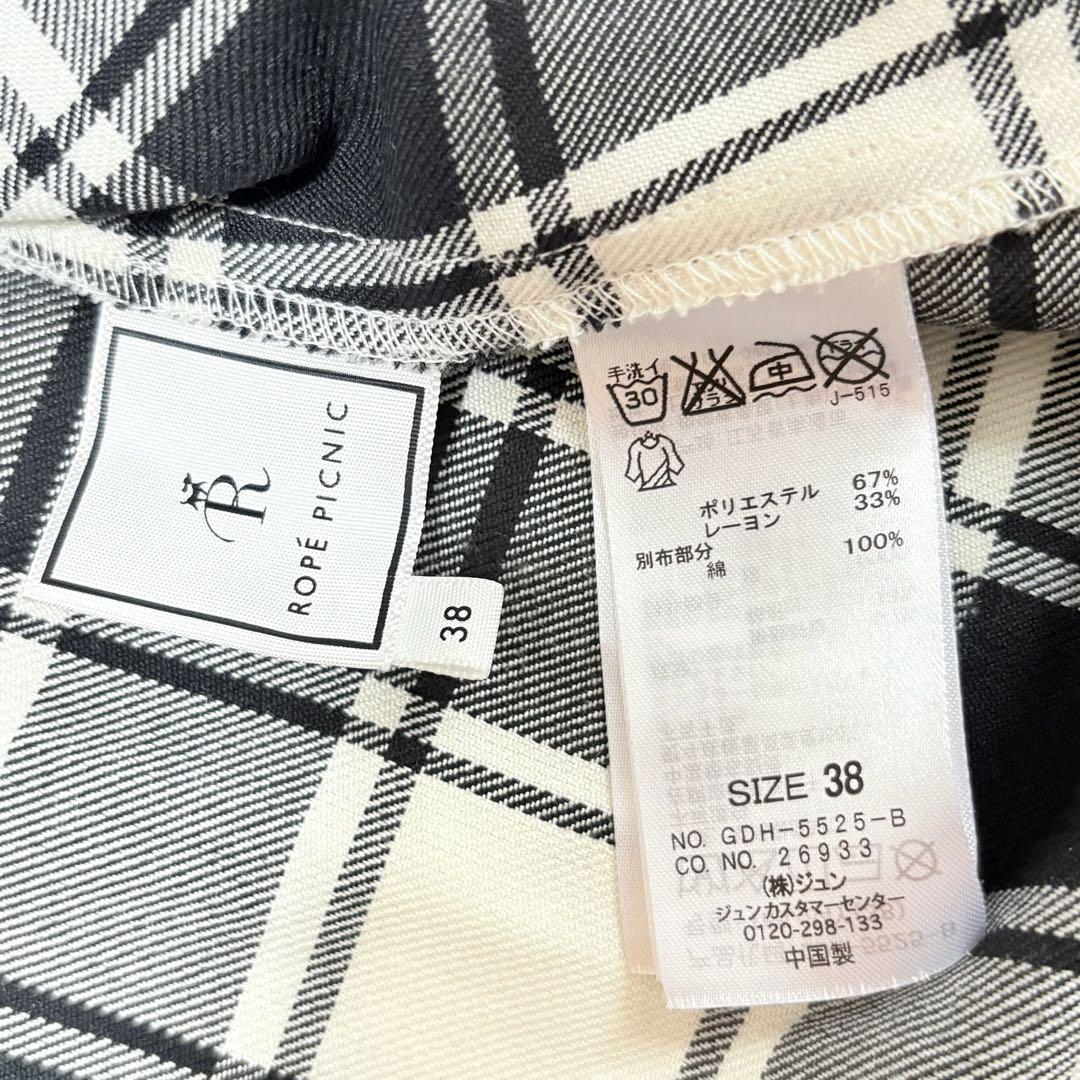 R
ROPÉ PICNIC
38
手洗イ
30
中
J-515
ポリエステル 67%
レーヨン 33%
別布部分
綿 100%
SIZE 38
NO. GDH-5525-B
CO. NO. 26933
(株)ジュン
ジュンカスタマーセンター
0120-298-133
中国製